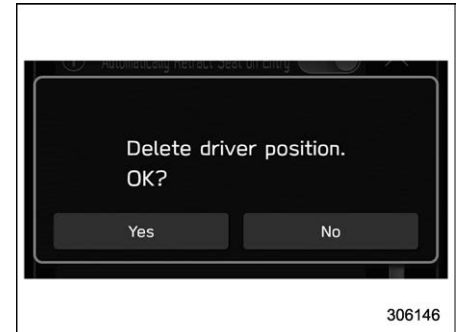 Automatically Retract Seat on Entry
Delete driver position.
OK?
Yes
No
306146